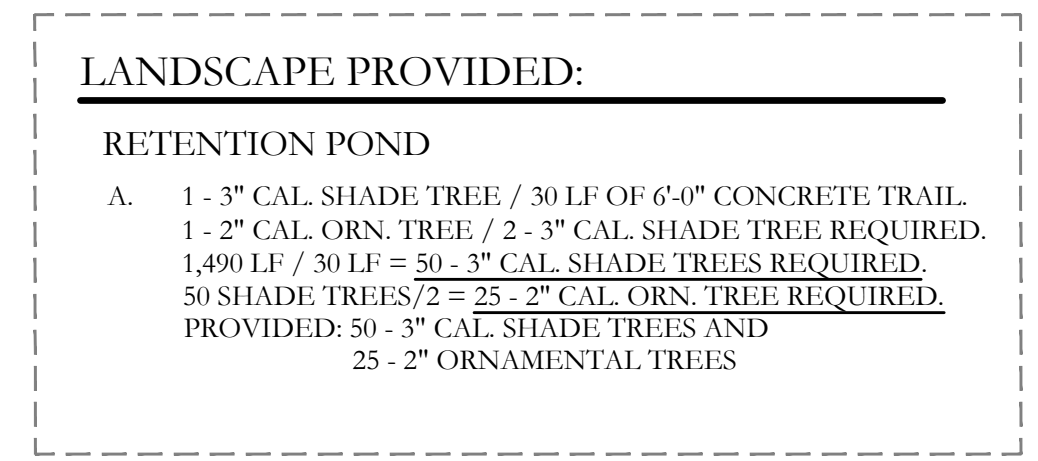 LANDSCAPE PROVIDED:
RETENTION POND
A. 1 - 3" CAL. SHADE TREE / 30 LF OF 6'-0" CONCRETE TRAIL.
1 - 2" CAL. ORN. TREE / 2 - 3" CAL. SHADE TREE REQUIRED.
1,490 LF / 30 LF = 50 - 3" CAL. SHADE TREES REQUIRED.
50 SHADE TREES/2 = 25 - 2" CAL. ORN. TREE REQUIRED.
PROVIDED: 50 - 3" CAL. SHADE TREES AND
25 - 2" ORNAMENTAL TREES